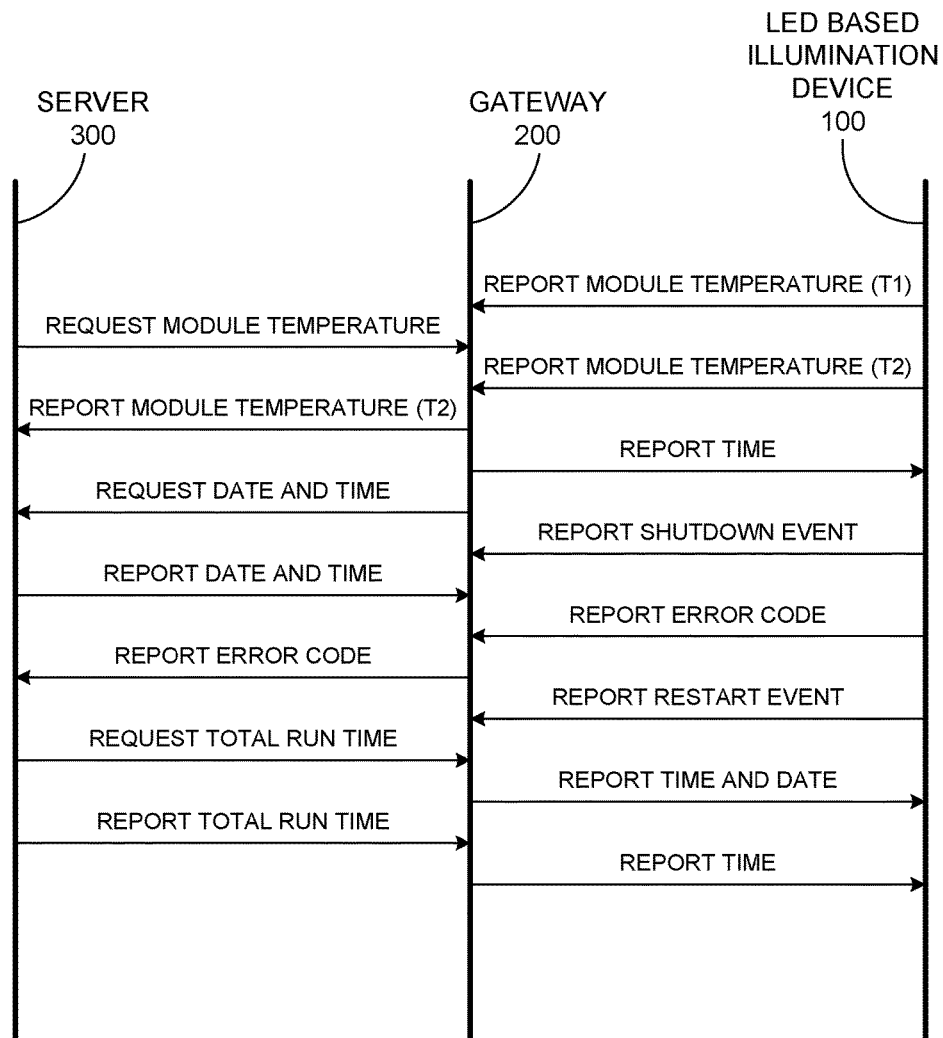 LED BASED
ILLUMINATION
DEVICE
100
SERVER
300
GATEWAY
200
REPORT MODULE TEMPERATURE (T1)
REQUEST MODULE TEMPERATURE
REPORT MODULE TEMPERATURE (T2)
REPORT MODULE TEMPERATURE (T2)
REPORT TIME
REQUEST DATE AND TIME
REPORT SHUTDOWN EVENT
REPORT DATE AND TIME
REPORT ERROR CODE
REPORT ERROR CODE
REPORT RESTART EVENT
REQUEST TOTAL RUN TIME
REPORT TIME AND DATE
REPORT TOTAL RUN TIME
REPORT TIME